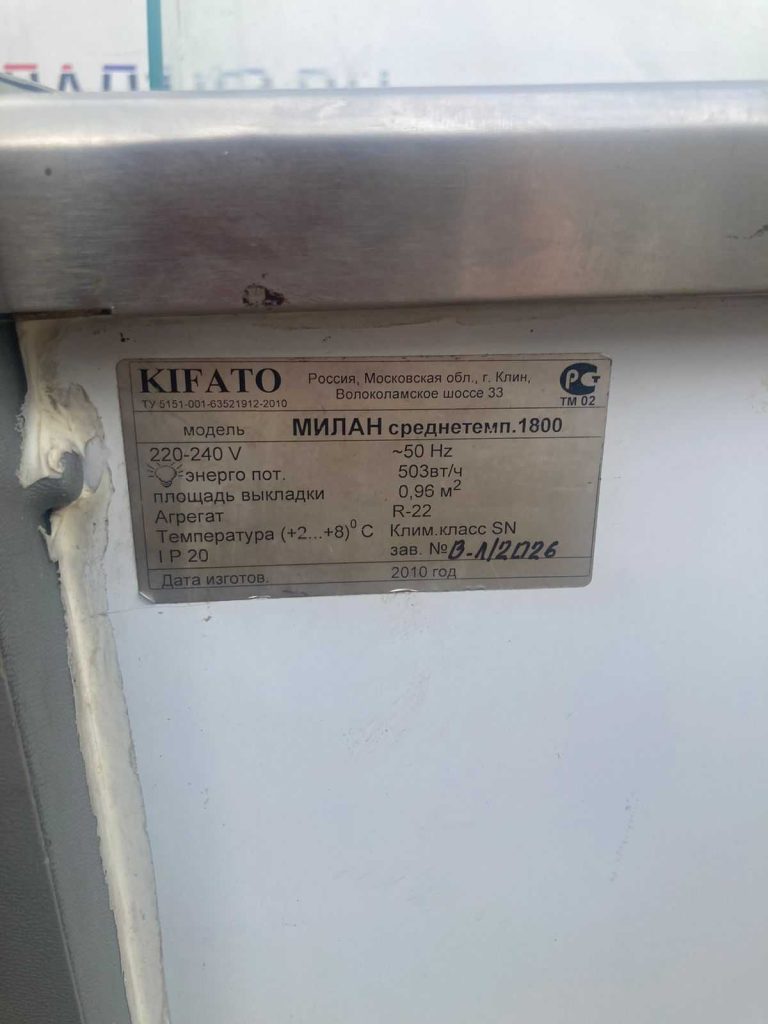 KIFATO
Россия, Московская обл., г. Клин,
Волоколамское шоссе 33
ТУ 5151-001-63521912-2010
РСТ
ТМ 02
модель МИЛАН среднетемп.1800
220-240 V ~50 Hz
энерго пот. 503вт/ч
площадь выкладки 0,96 м²
Агрегат R-22
Температура (+2...+8)⁰ С Клим.класс SN
I P 20 зав. №
Дата изготов. 2010 год